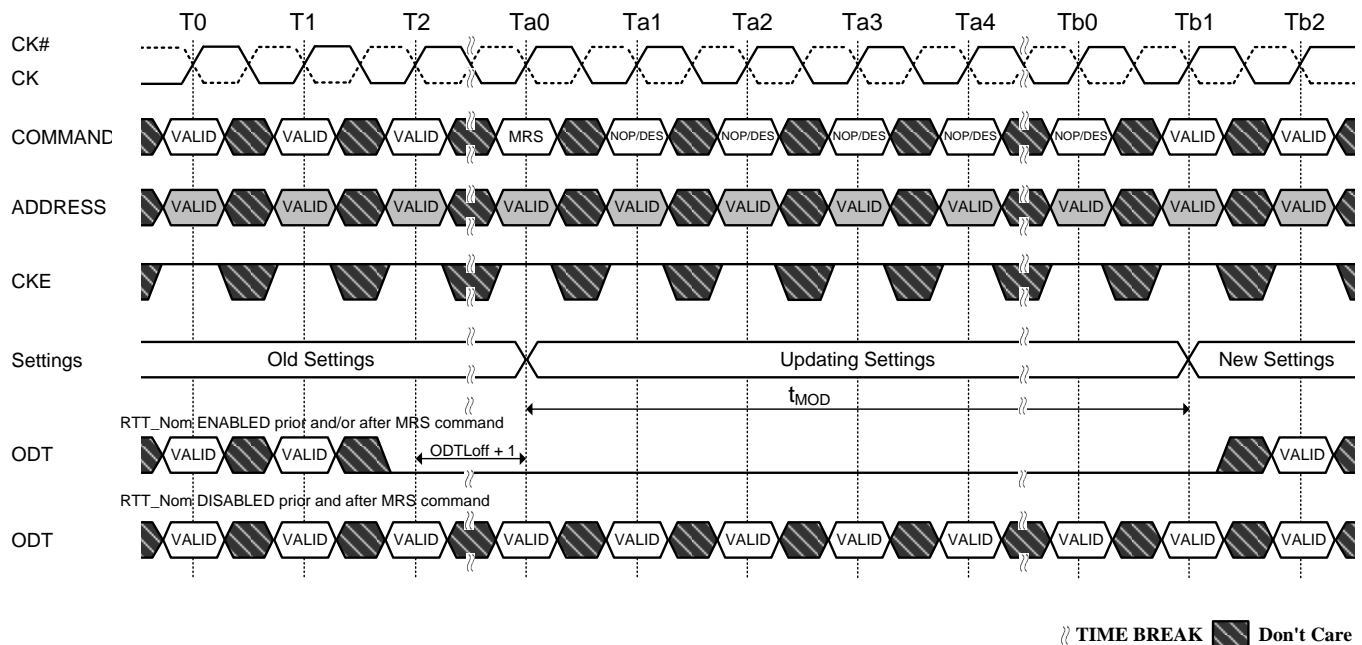 T0 T1 T2 Ta0 Ta1 Ta2 Ta3 Ta4 Tb0 Tb1 Tb2
CK#
CK
COMMAND VALID VALID VALID MRS NOP/DES NOP/DES NOP/DES NOP/DES NOP/DES VALID VALID
ADDRESS VALID VALID VALID VALID VALID VALID VALID VALID VALID VALID VALID
CKE
Settings Old Settings Updating Settings New Settings
tMOD
RTT_Nom ENABLED prior and/or after MRS command
ODT VALID VALID ODTLoff + 1 VALID
RTT_Nom DISABLED prior and after MRS command
ODT VALID VALID VALID VALID VALID VALID VALID VALID VALID VALID VALID
TIME BREAK Don't Care